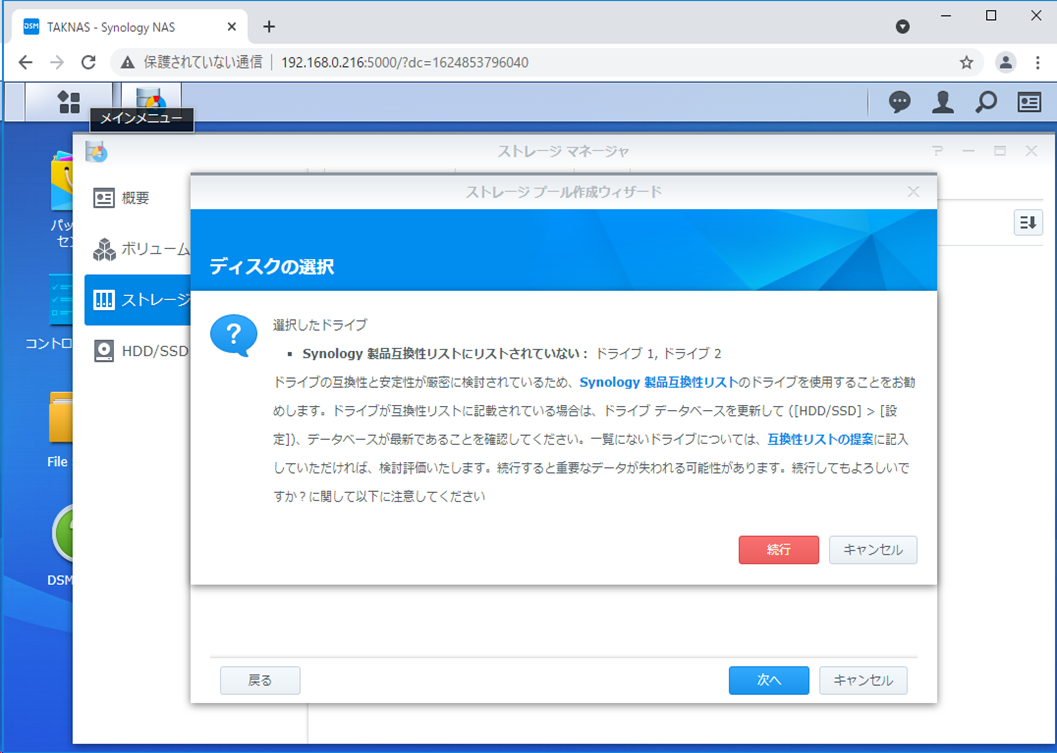 DSM TAKNAS - Synology NAS
保護されていない通信 192.168.0.216:5000/?dc=1624853796040
メインメニュー
ストレージ マネージャ
ストレージ プール作成ウィザード
概要
ボリューム
ストレージ
HDD/SSD
パッ
セン
コントロ
File
DSM
ディスクの選択
選択したドライブ
▪ Synology 製品互換性リストにリストされていない： ドライブ 1, ドライブ 2
ドライブの互換性と安定性が厳密に検討されているため、Synology 製品互換性リストのドライブを使用することをお勧
めします。ドライブが互換性リストに記載されている場合は、ドライブ データベースを更新して ([HDD/SSD] > [設
定])、データベースが最新であることを確認してください。一覧にないドライブについては、互換性リストの提案に記入
していただければ、検討評価いたします。続行すると重要なデータが失われる可能性があります。続行してもよろしいで
すか？に関して以下に注意してください
続行
キャンセル
戻る
次へ
キャンセル